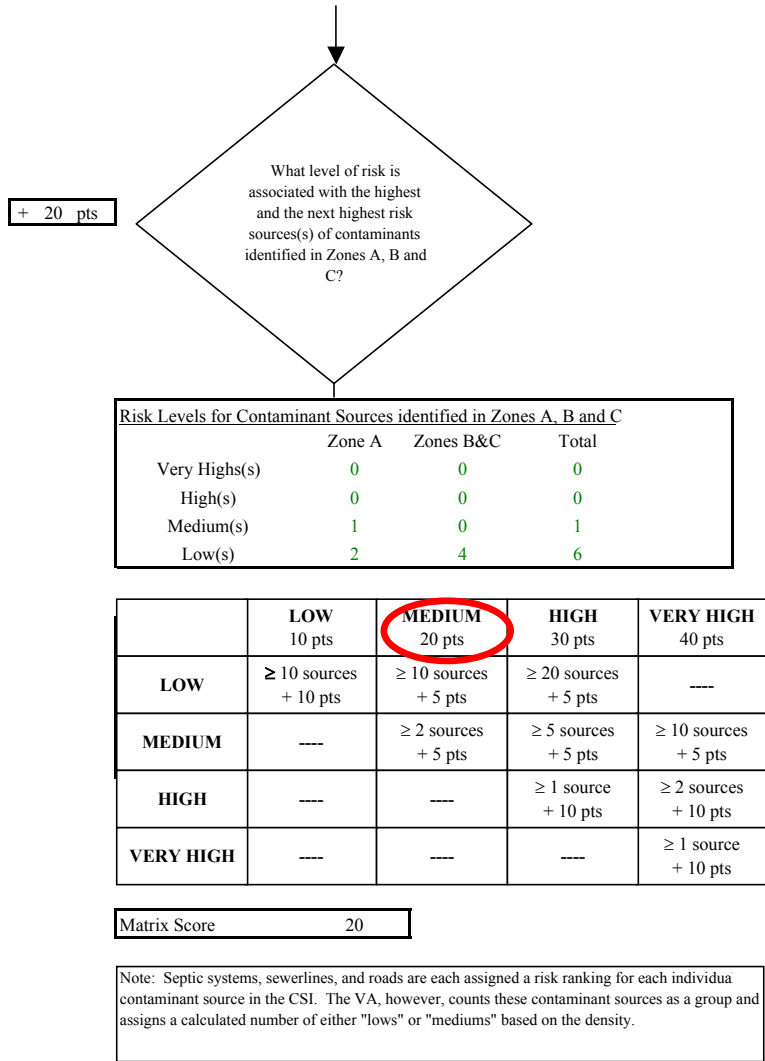 What level of risk is
associated with the highest
and the next highest risk
sources(s) of contaminants
identified in Zones A, B and
C?
+ 20 pts
Risk Levels for Contaminant Sources identified in Zones A, B and C
Zone A Zones B&C Total
Very Highs(s) 0 0 0
High(s) 0 0 0
Medium(s) 1 0 1
Low(s) 2 4 6
LOW MEDIUM HIGH VERY HIGH
10 pts 20 pts 30 pts 40 pts
LOW ≥ 10 sources + 10 pts ≥ 10 sources + 5 pts ≥ 20 sources + 5 pts ----
MEDIUM ---- ≥ 2 sources + 5 pts ≥ 5 sources + 5 pts ≥ 10 sources + 5 pts
HIGH ---- ---- ≥ 1 source + 10 pts ≥ 2 sources + 10 pts
VERY HIGH ---- ---- ---- ≥ 1 source + 10 pts
Matrix Score 20
Note: Septic systems, sewerlines, and roads are each assigned a risk ranking for each individua
contaminant source in the CSI. The VA, however, counts these contaminant sources as a group and
assigns a calculated number of either "lows" or "mediums" based on the density.